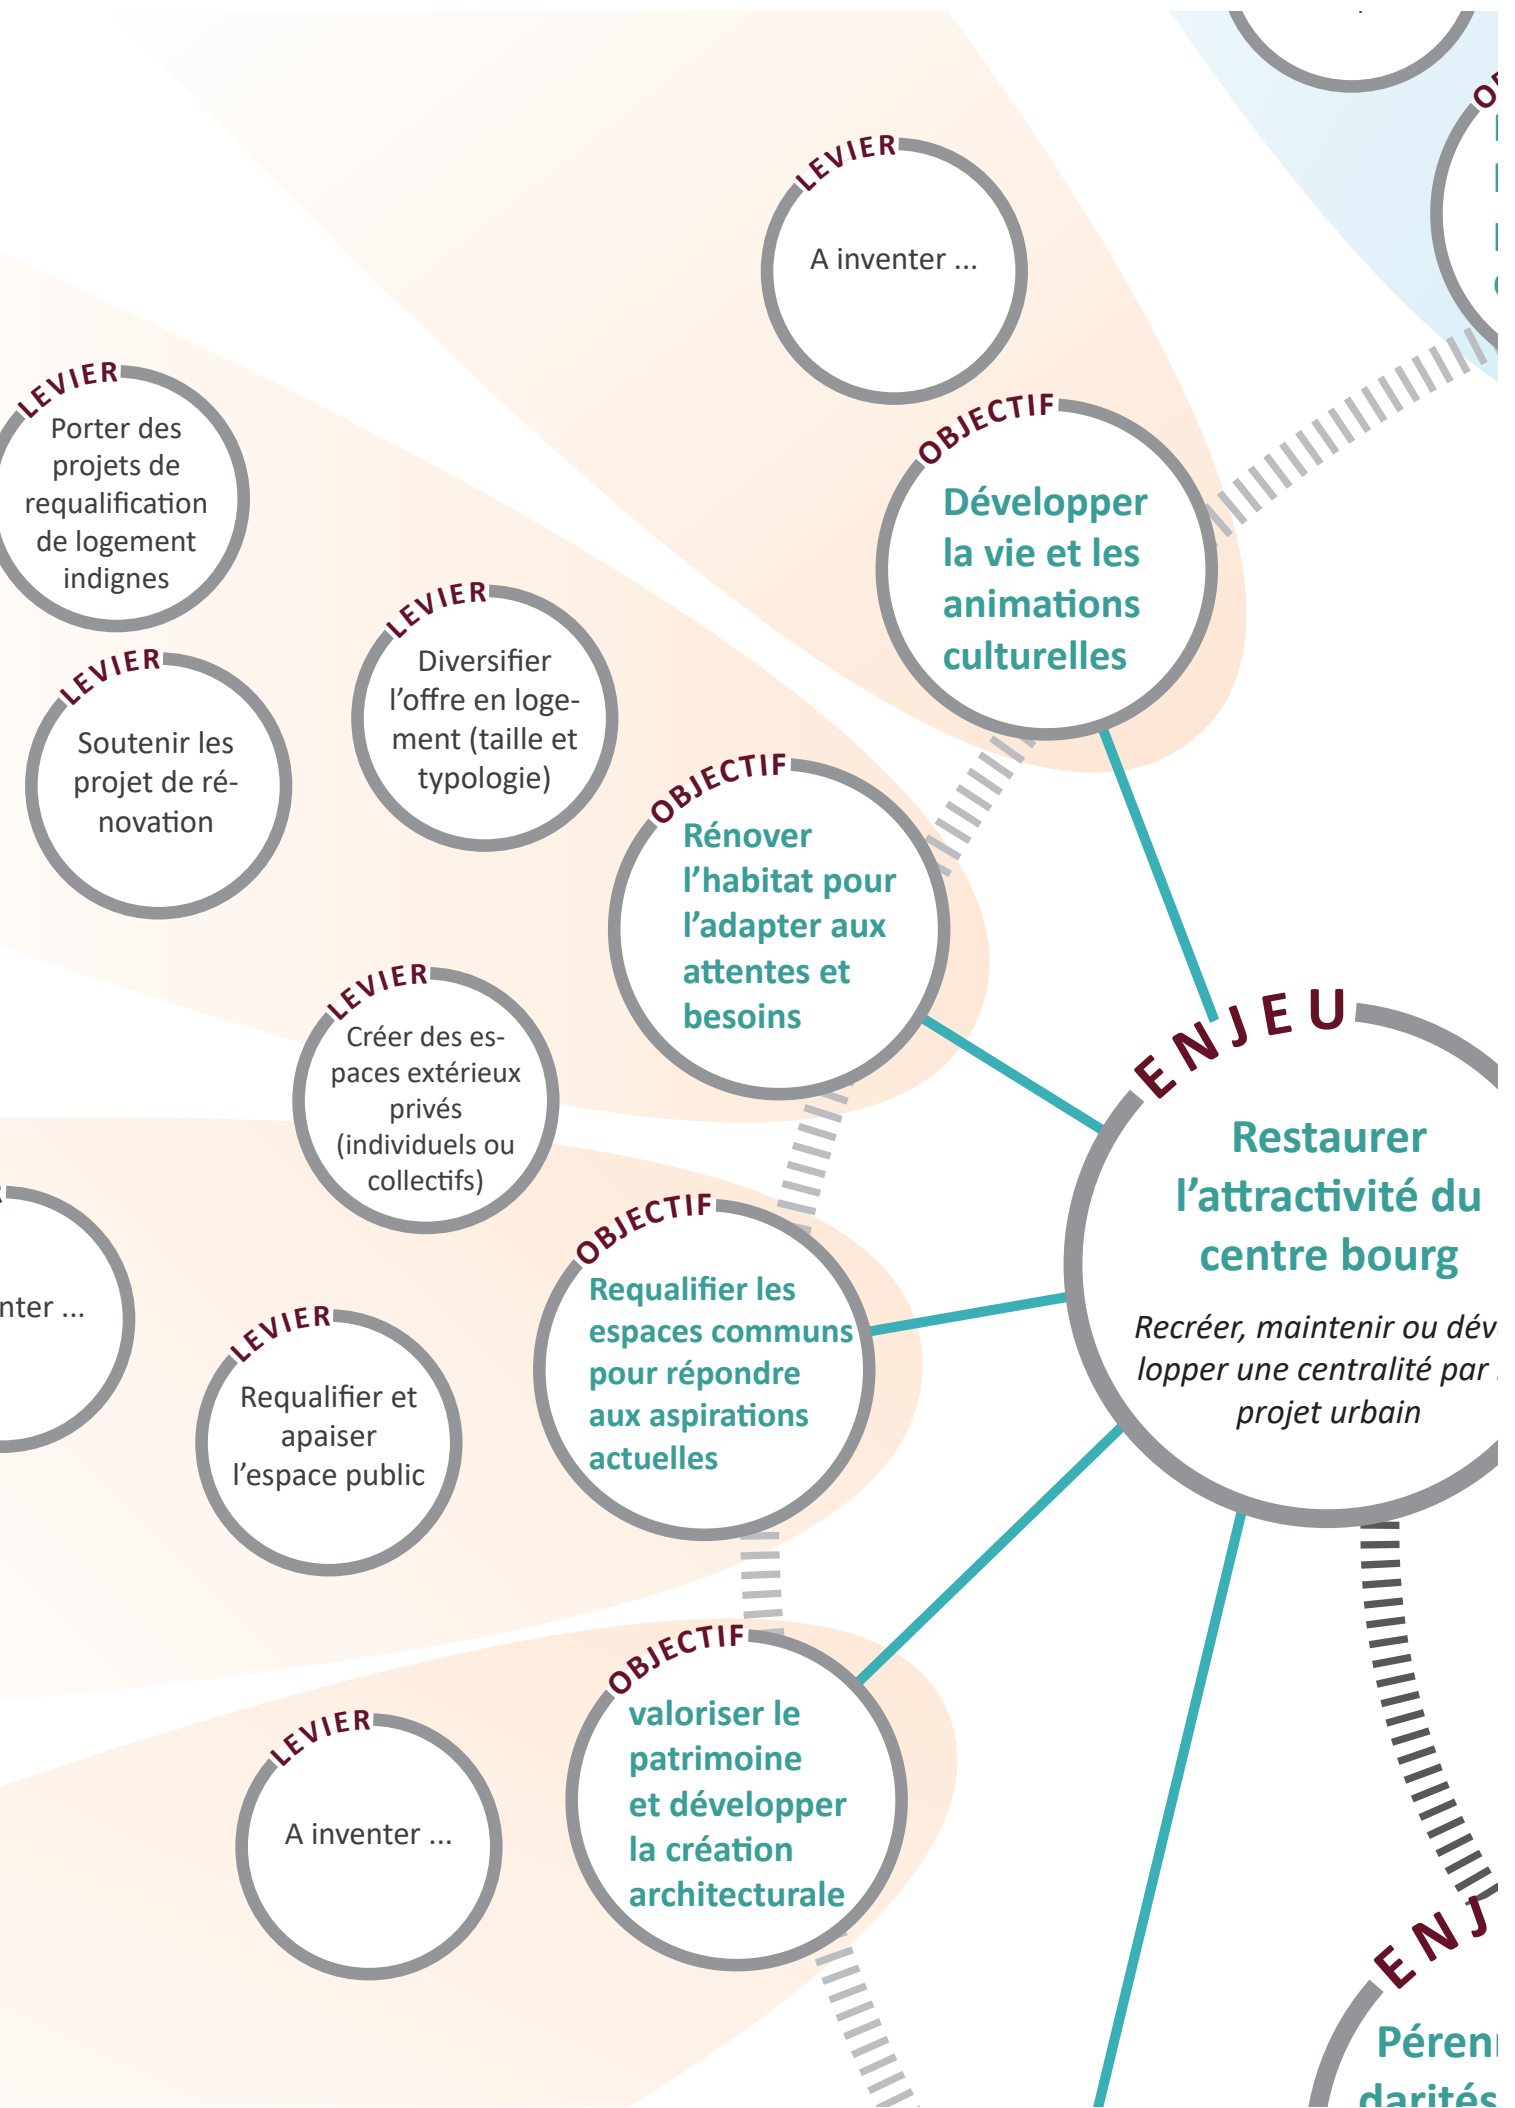 LEVIER
A inventer ...
OBJECTIF
Développer
la vie et les
animations
culturelles
LEVIER
Porter des
projets de
requalification
de logement
indignes
LEVIER
Soutenir les
projet de ré-
novation
LEVIER
Diversifier
l'offre en loge-
ment (taille et
typologie)
OBJECTIF
Rénover
l'habitat pour
l'adapter aux
attentes et
besoins
LEVIER
Créer des es-
paces extérieux
privés
(individuels ou
collectifs)
ENJEU
Restaurer
l'attractivité du
centre bourg
Recréer, maintenir ou dév
lopper une centralité par
projet urbain
OBJECTIF
Requalifier les
espaces communs
pour répondre
aux aspirations
actuelles
nter ...
LEVIER
Requalifier et
apaiser
l'espace public
OBJECTIF
valoriser le
patrimoine
et développer
la création
architecturale
LEVIER
A inventer ...
ENJ
Péren
darités